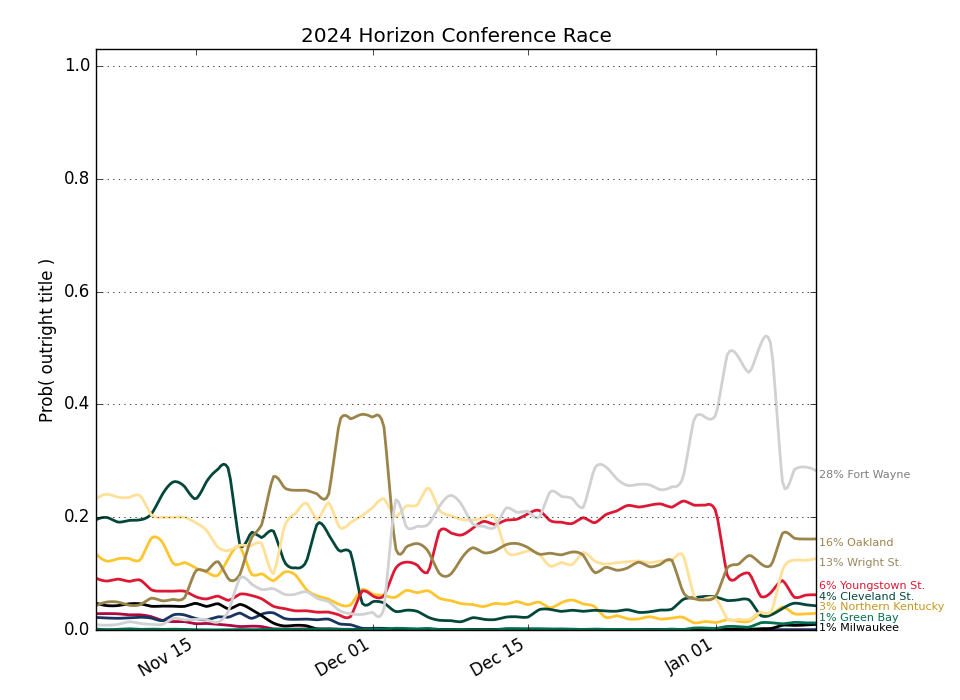 2024 Horizon Conference Race
Prob( outright title )
1.0
0.8
0.6
0.4
0.2
0.0
Nov 15
Dec 01
Dec 15
Jan 01
28% Fort Wayne
16% Oakland
13% Wright St.
6% Youngstown St.
4% Cleveland St.
3% Northern Kentucky
1% Green Bay
1% Milwaukee